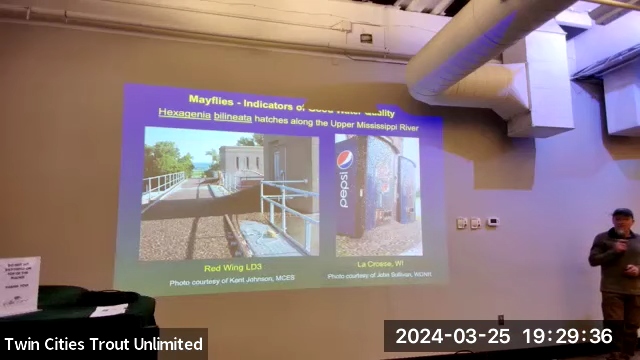 Mayflies - Indicators of Good Water Quality
Hexagenia bilineata hatches along the Upper Mississippi River
pepsi
Red Wing LD3
La Crosse, WI
Photo courtesy of Kent Johnson, MCES
Photo courtesy of John Sullivan, WDNR
2024-03-25 19:29:36
Twin Cities Trout Unlimited